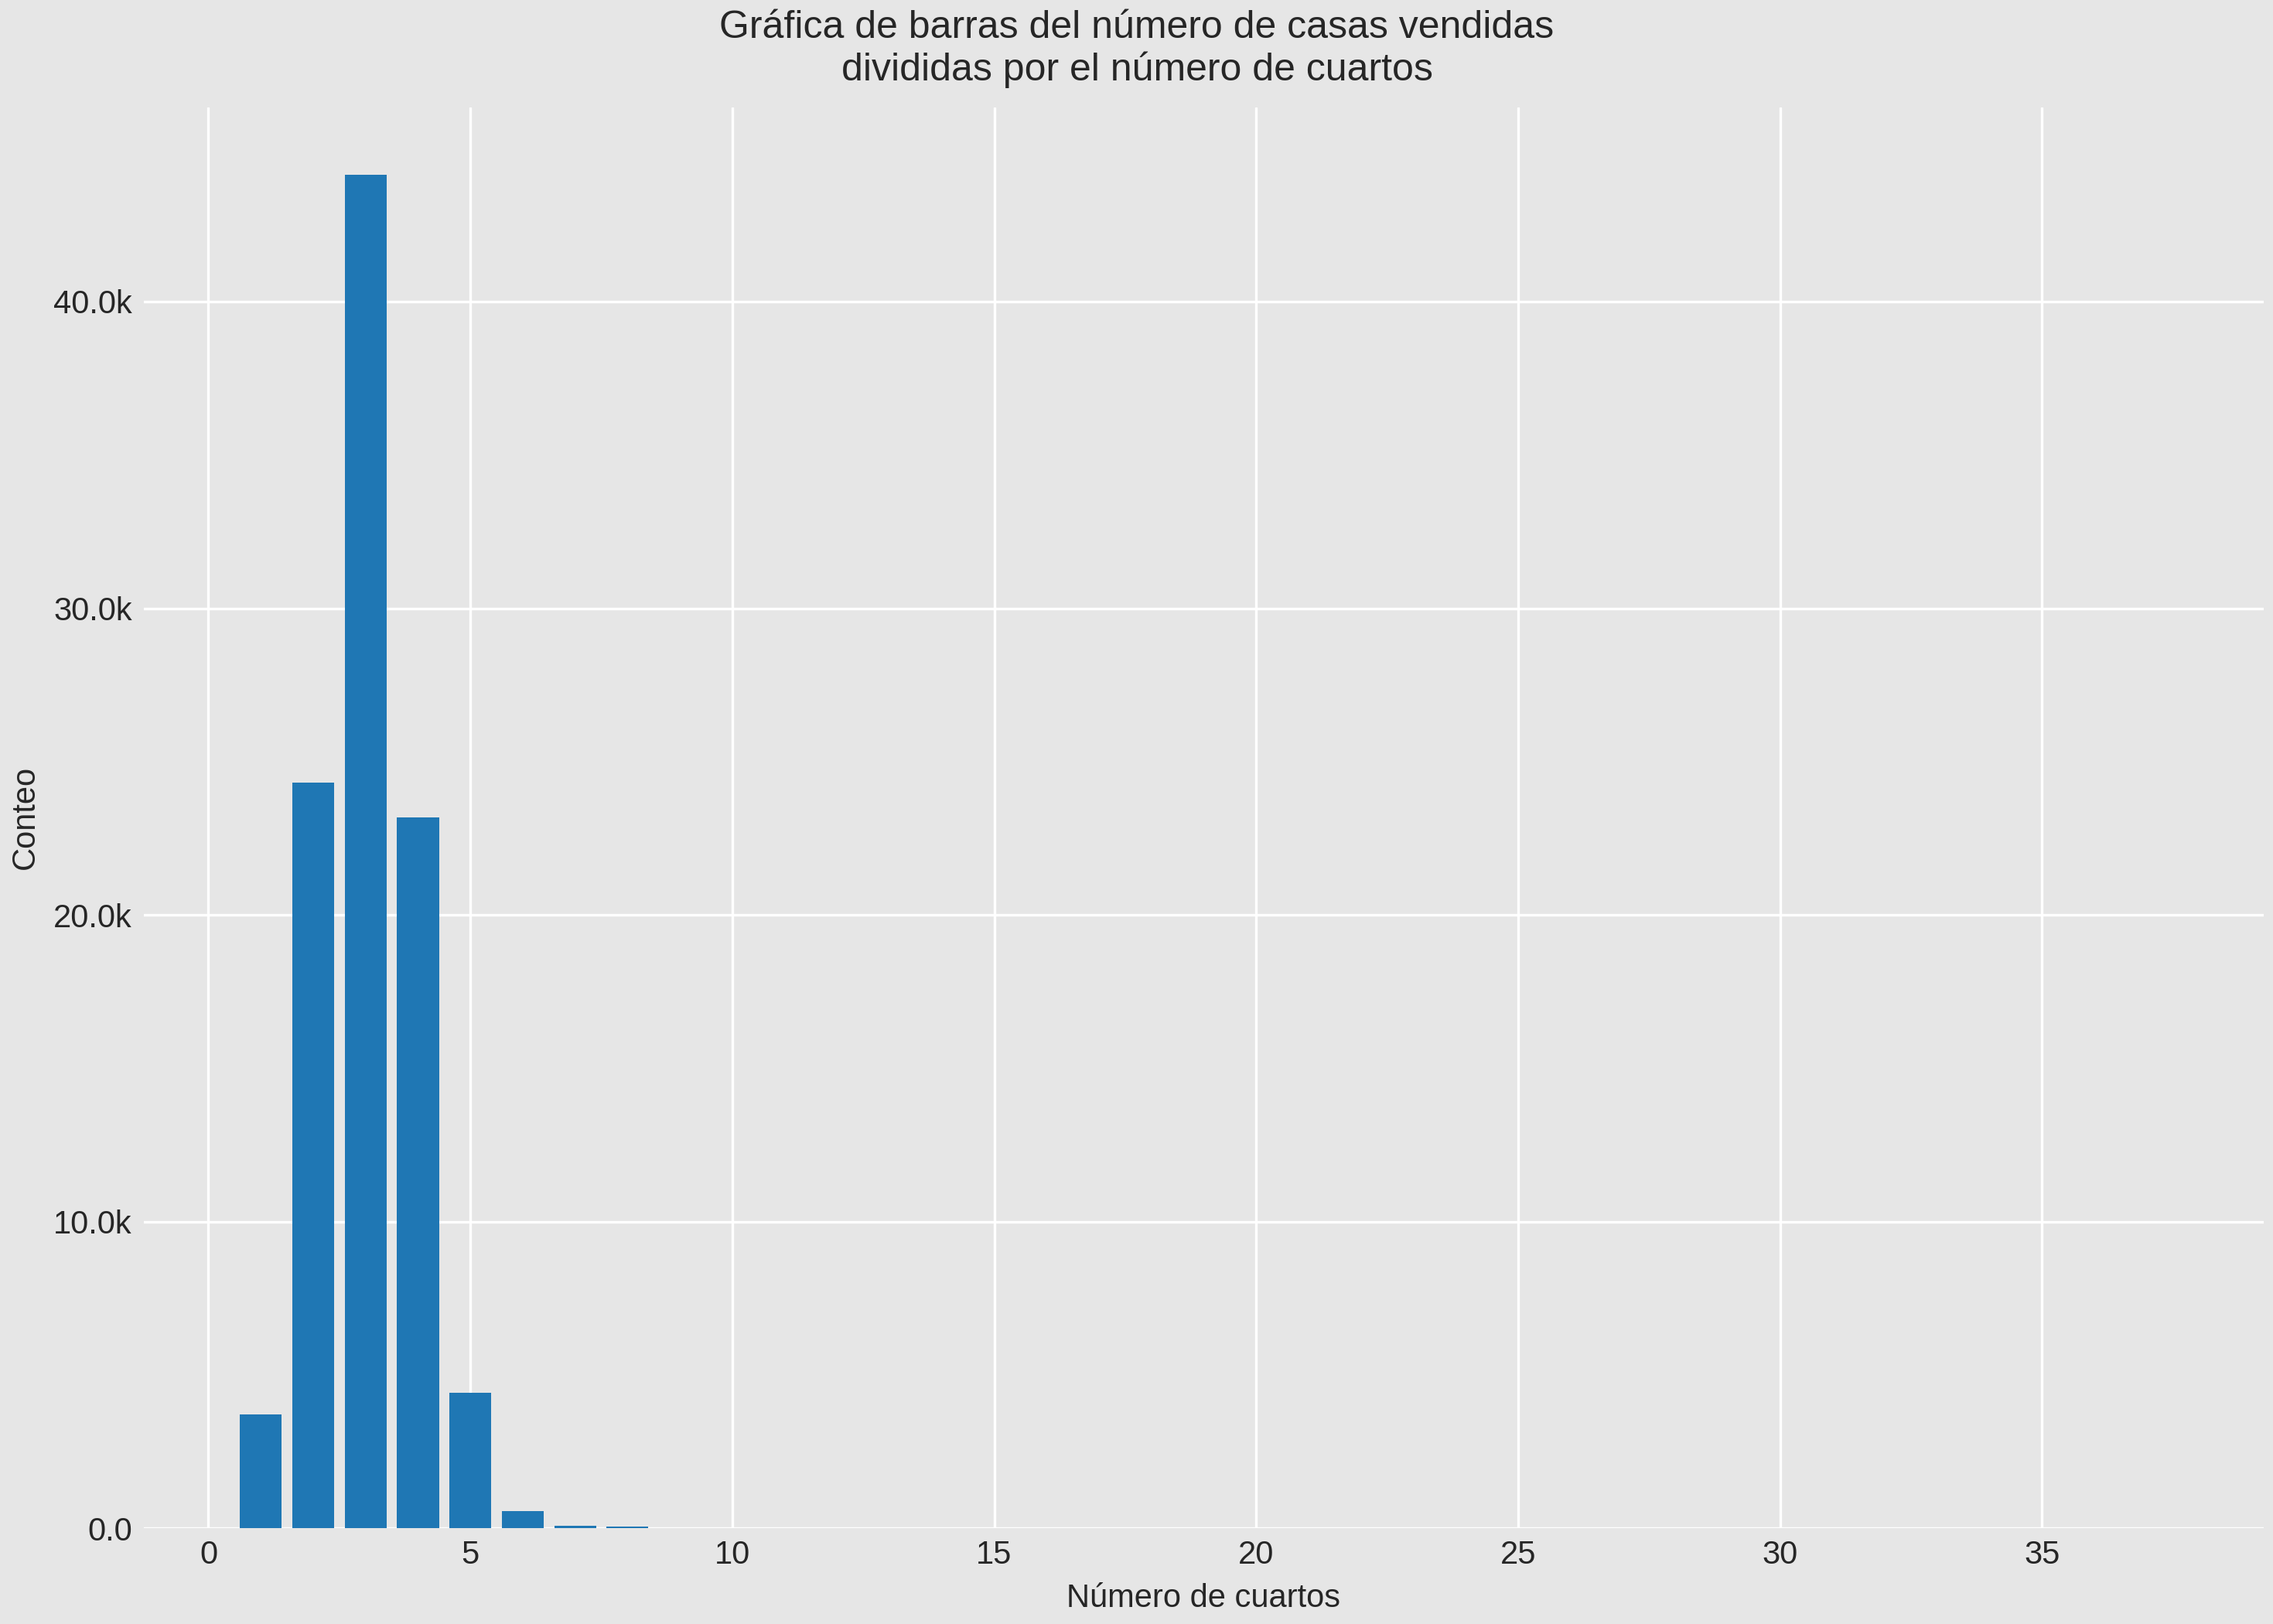 Gráfica de barras del número de casas vendidas
divididas por el número de cuartos
Conteo
40.0k
30.0k
20.0k
10.0k
0.0
0 5 10 15 20 25 30 35
Número de cuartos